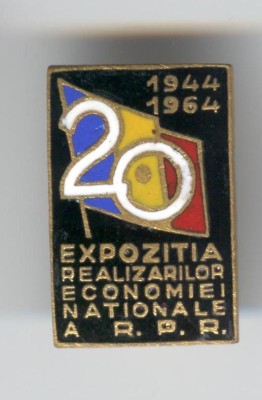 1944
1964
20
EXPOZITIA
REALIZARILOR
ECONOMIEI
NATIONALE
A R.P.R.